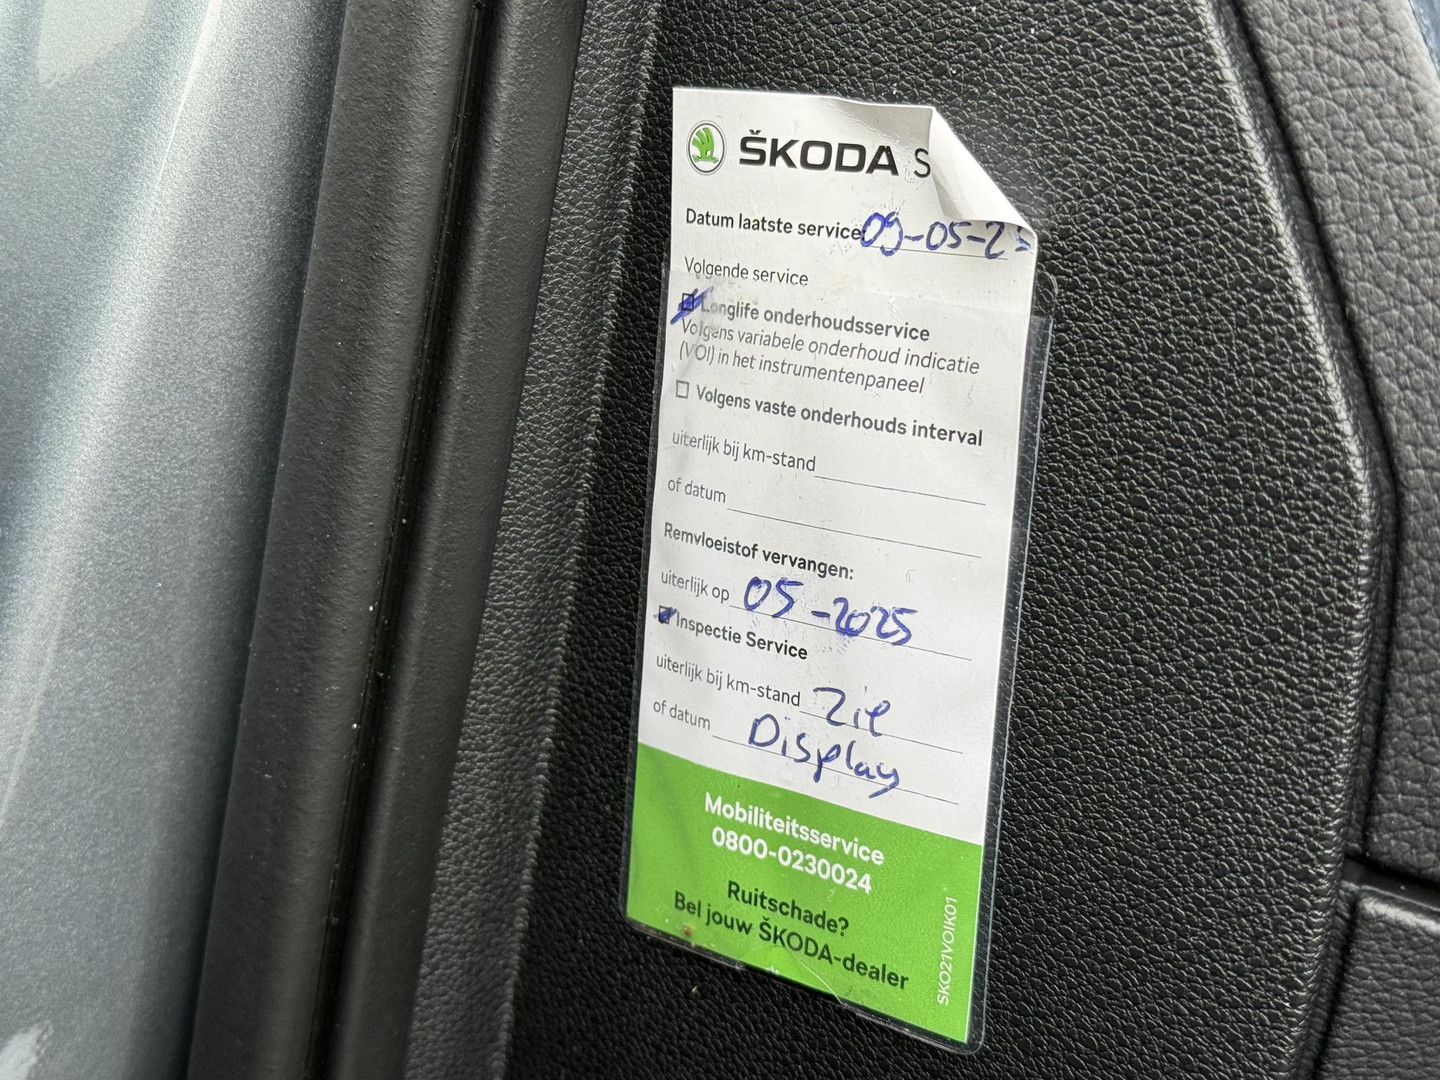 ŠKODA S
Datum laatste service: 09-05-25
Volgende service
Longlife onderhoudsservice
Volgens variabele onderhoud indicatie
(VOI) in het instrumentenpaneel
Volgens vaste onderhouds interval
uiterlijk bij km-stand
of datum
Remvloeistof vervangen:
uiterlijk op 05-2025
Inspectie Service
uiterlijk bij km-stand Zie
of datum Display
Mobiliteitsservice
0800-0230024
Ruitschade?
Bel jouw ŠKODA-dealer
SKO21VOIK01